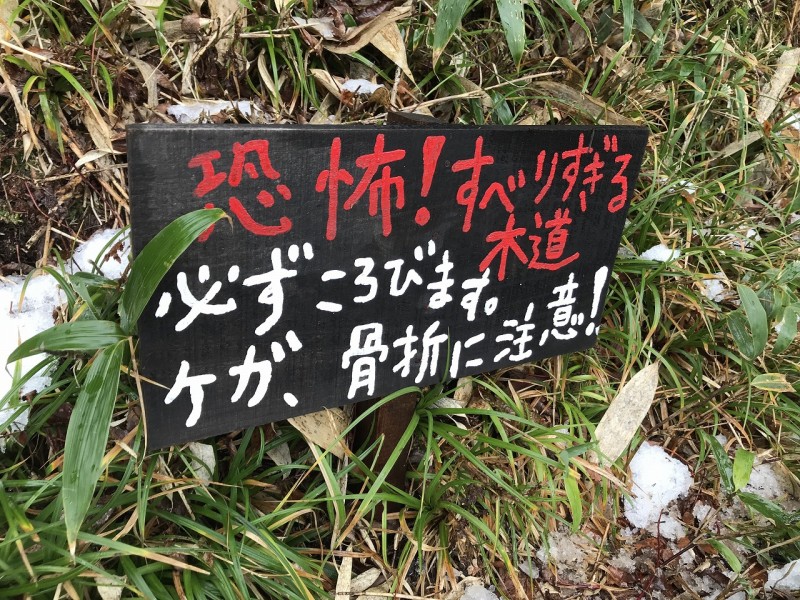 恐怖！すべりすぎる
木道
必ずころびます。
ケガ、骨折に注意！